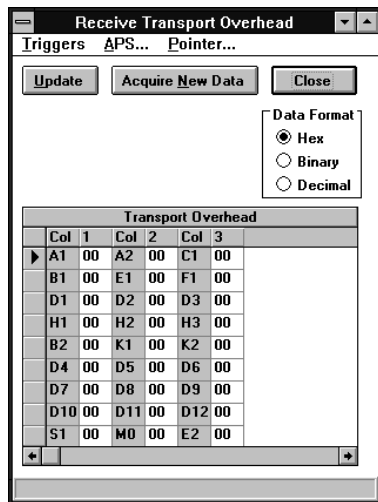 Receive Transport Overhead
Triggers APS... Pointer...
Update Acquire New Data Close
Data Format
Hex
Binary
Decimal
Transport Overhead
Col 1 Col 2 Col 3
A1 00 A2 00 C1 00
B1 00 E1 00 F1 00
D1 00 D2 00 D3 00
H1 00 H2 00 H3 00
B2 00 K1 00 K2 00
D4 00 D5 00 D6 00
D7 00 D8 00 D9 00
D10 00 D11 00 D12 00
S1 00 M0 00 E2 00